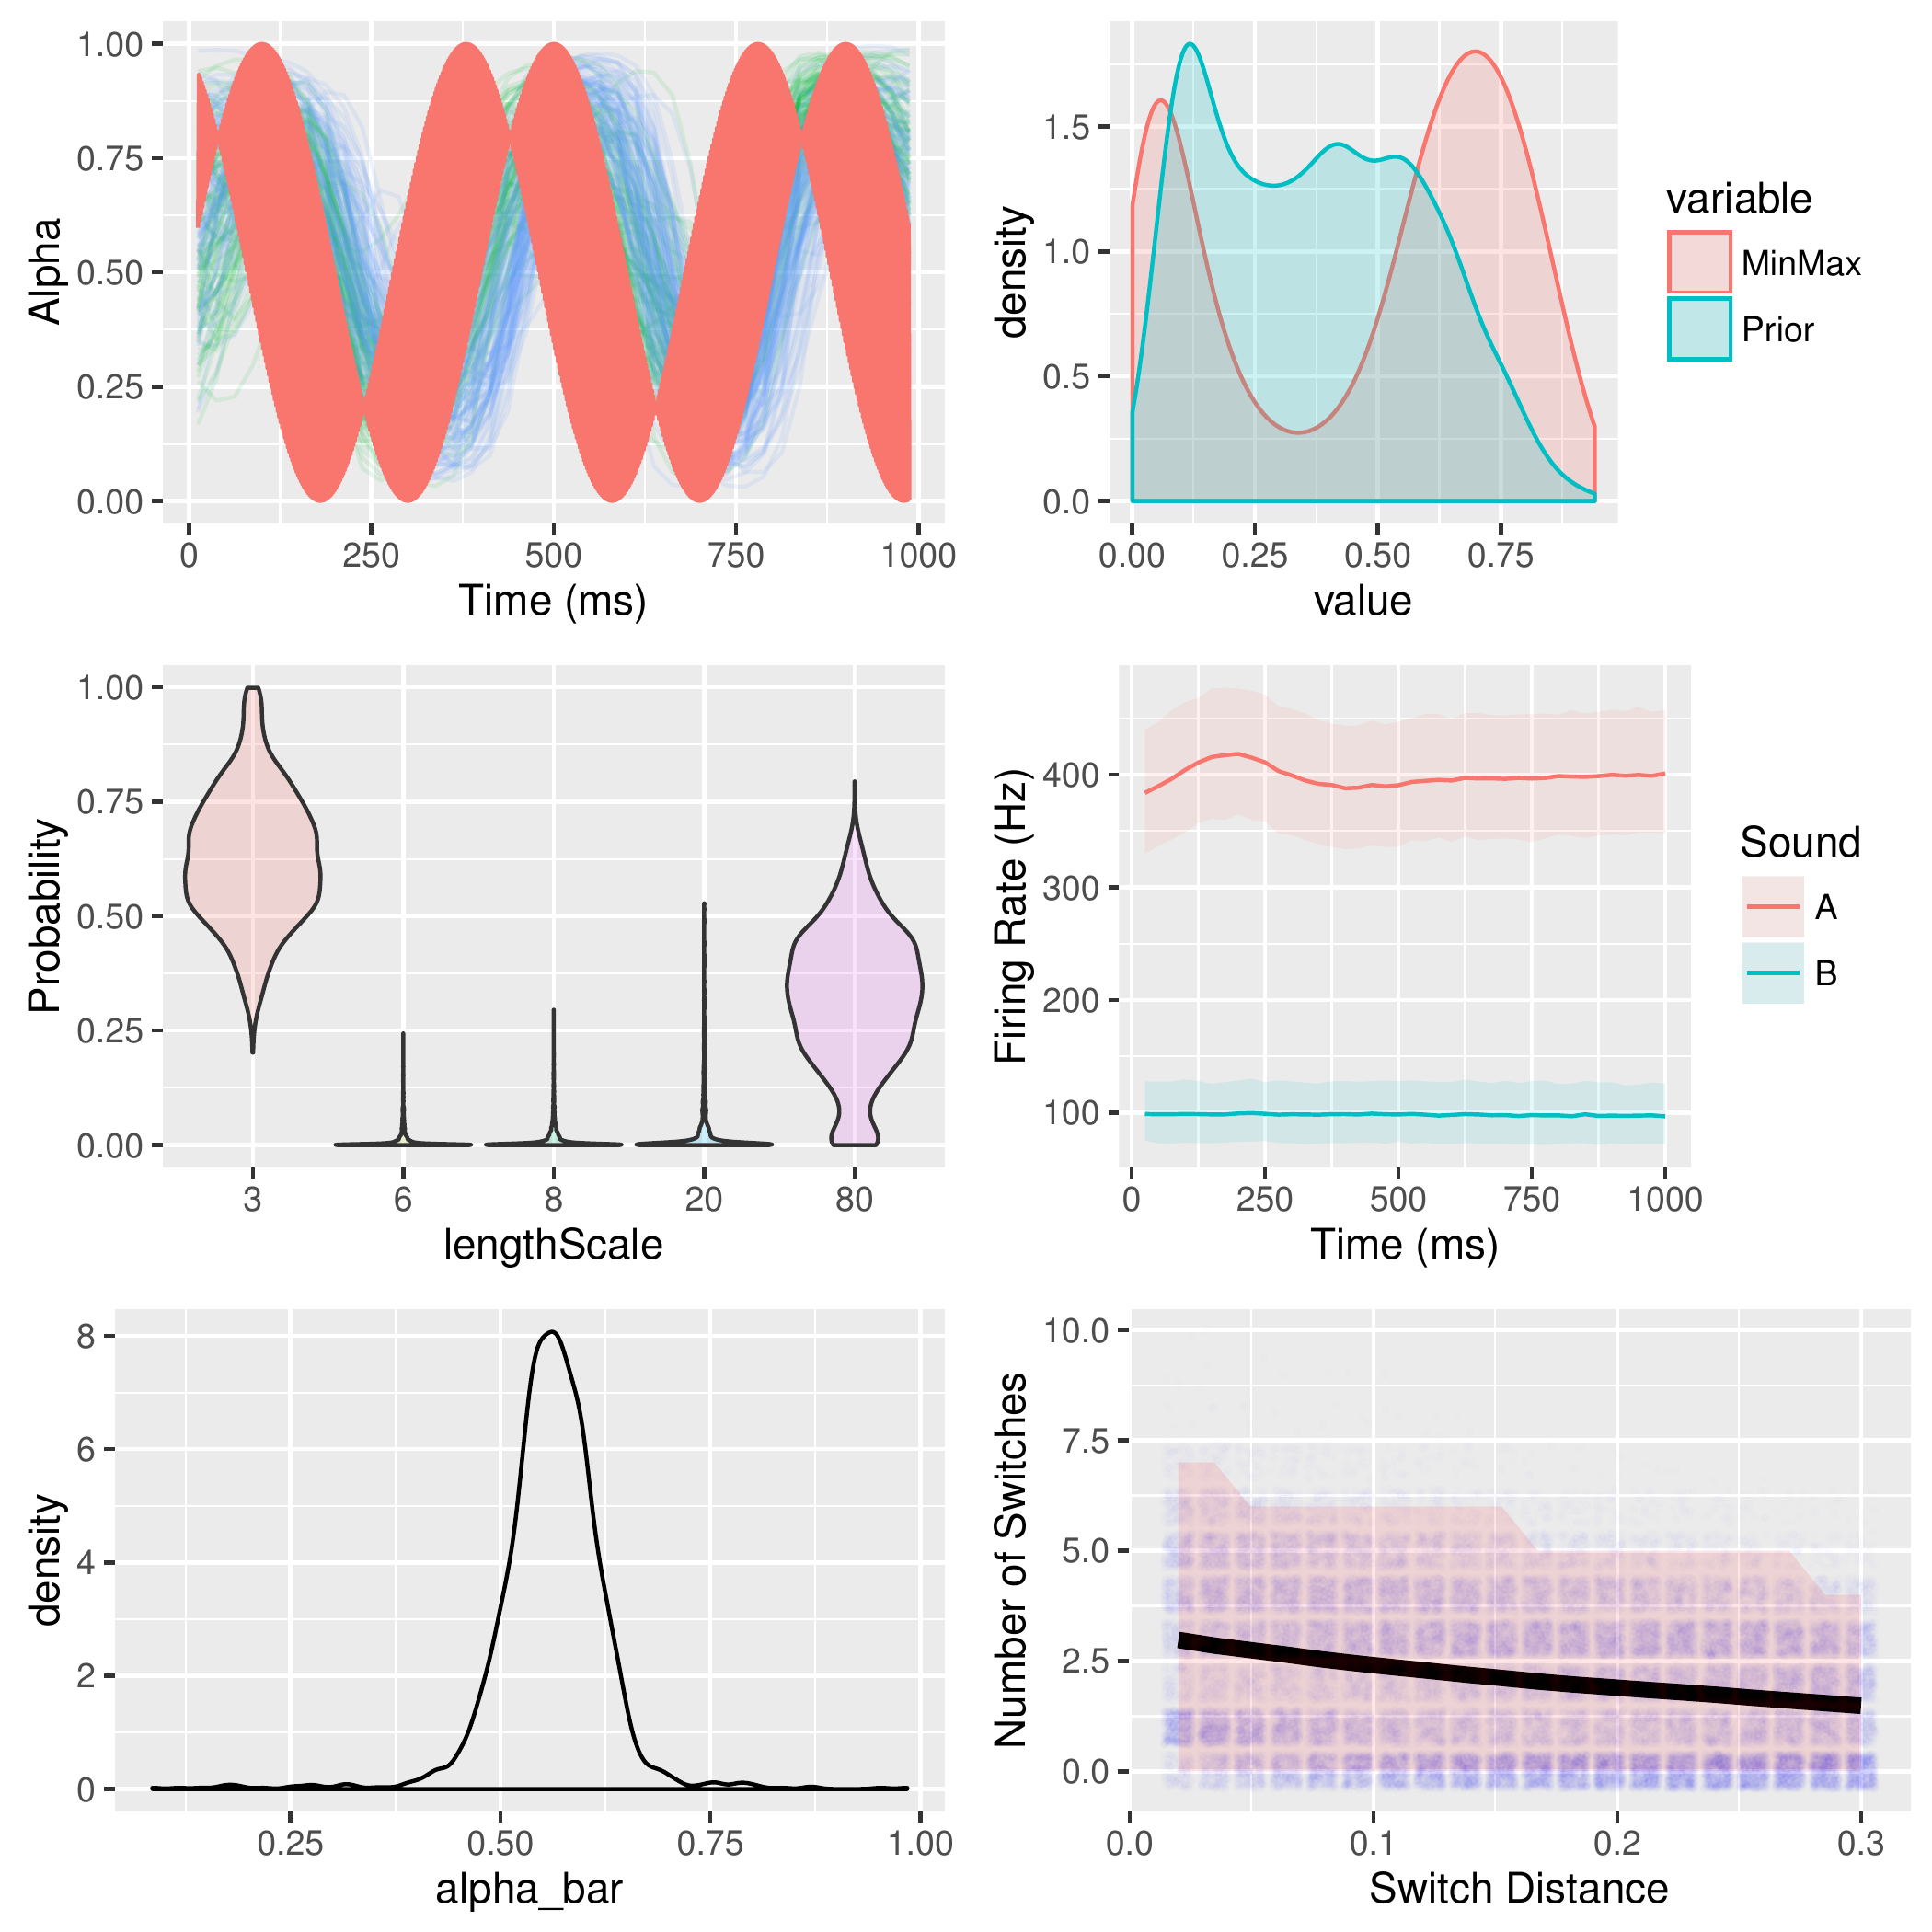 1.00
0.75
0.50
0.25
0.00
Alpha
0 250 500 750 1000
Time (ms)
1.5
1.0
0.5
0.0
density
0.00 0.25 0.50 0.75
value
variable
MinMax
Prior
1.00
0.75
0.50
0.25
0.00
Probability
3 6 8 20 80
lengthScale
400
300
200
100
Firing Rate (Hz)
0 250 500 750 1000
Time (ms)
Sound
A
B
8
6
4
2
0
density
0.25 0.50 0.75 1.00
alpha_bar
10.0
7.5
5.0
2.5
0.0
Number of Switches
0.0 0.1 0.2 0.3
Switch Distance